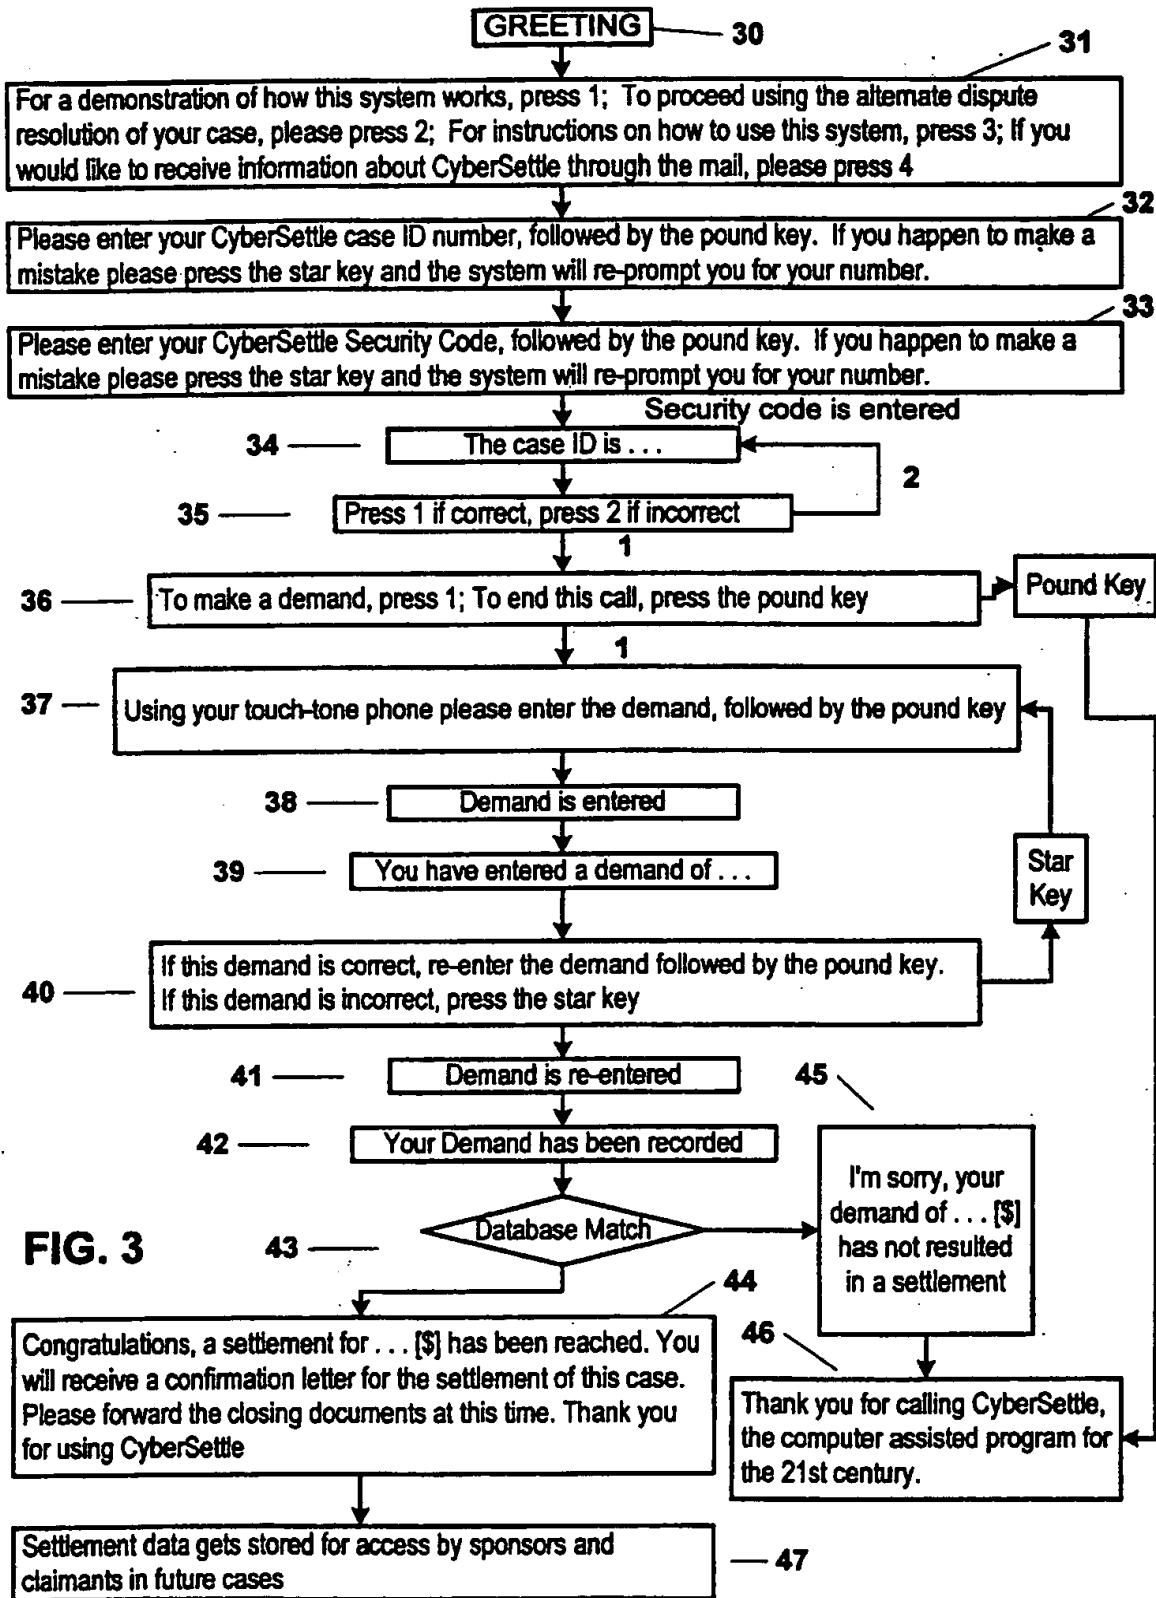 GREETING
30
31
For a demonstration of how this system works, press 1; To proceed using the alternate dispute
resolution of your case, please press 2; For instructions on how to use this system, press 3; If you
would like to receive information about CyberSettle through the mail, please press 4
32
Please enter your CyberSettle case ID number, followed by the pound key. If you happen to make a
mistake please press the star key and the system will re-prompt you for your number.
33
Please enter your CyberSettle Security Code, followed by the pound key. If you happen to make a
mistake please press the star key and the system will re-prompt you for your number.
Security code is entered
34
The case ID is . . .
2
35
Press 1 if correct, press 2 if incorrect
1
36
To make a demand, press 1; To end this call, press the pound key
Pound Key
1
37
Using your touch-tone phone please enter the demand, followed by the pound key
38
Demand is entered
39
You have entered a demand of . . .
Star
Key
40
If this demand is correct, re-enter the demand followed by the pound key.
If this demand is incorrect, press the star key
41
Demand is re-entered
45
42
Your Demand has been recorded
I'm sorry, your
demand of . . . [$]
has not resulted
in a settlement
FIG. 3
43
Database Match
44
Congratulations, a settlement for . . . [$] has been reached. You
will receive a confirmation letter for the settlement of this case.
Please forward the closing documents at this time. Thank you
for using CyberSettle
46
Thank you for calling CyberSettle,
the computer assisted program for
the 21st century.
Settlement data gets stored for access by sponsors and
claimants in future cases
47